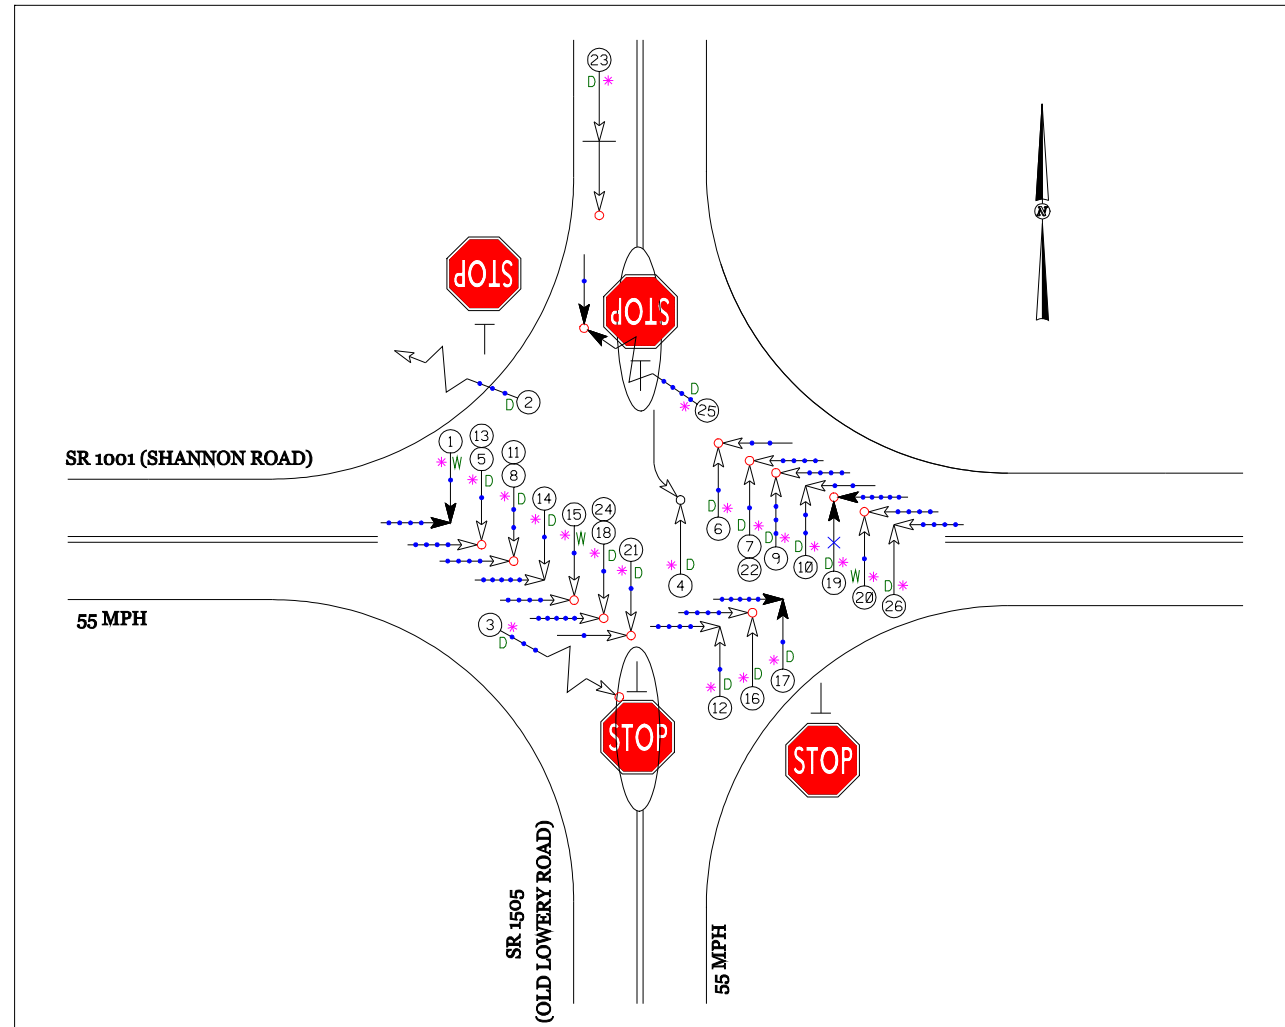 23
D *
STOP
STOP
N
2
D
D
25
*
SR 1001 (SHANNON ROAD)
1
* W
13
5
* D
11
8
* D
14
* D
15
* W
24
18
* D
21
* D
4
* D
6
D *
7
22
D *
9
D *
10
D *
19
D *
20
W *
26
D *
55 MPH
3
*
D
12
* D
16
* D
17
* D
STOP
STOP
SR 1505
(OLD LOWERY ROAD)
55 MPH